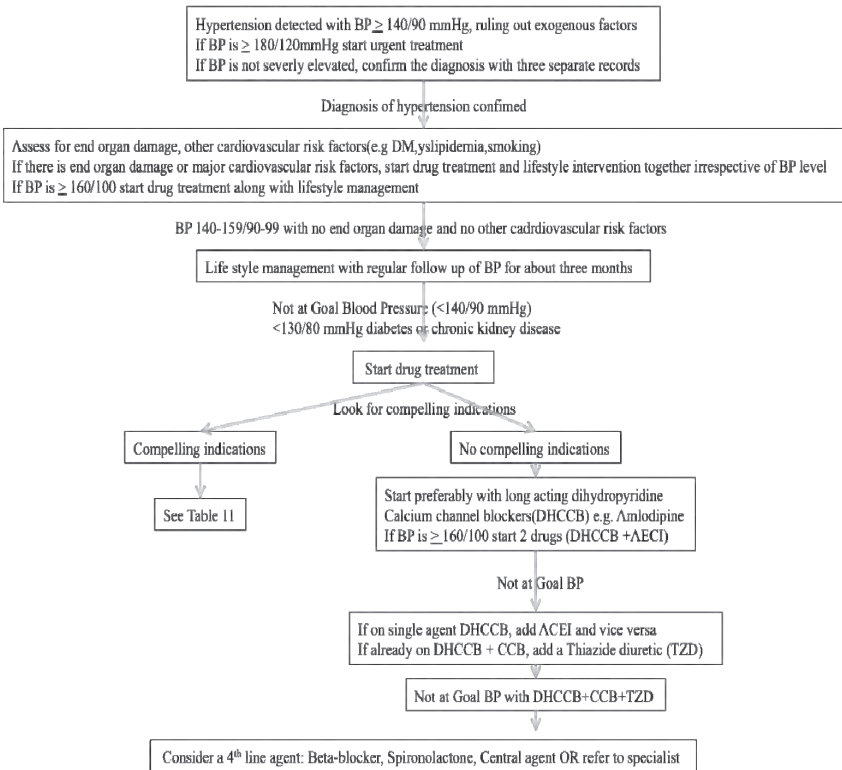 Hypertension detected with BP ≥ 140/90 mmHg, ruling out exogenous factors
If BP is ≥ 180/120mmHg start urgent treatment
If BP is not severly elevated, confirm the diagnosis with three separate records
Diagnosis of hypertension confimed
Assess for end organ damage, other cardiovascular risk factors(e.g DM,yslipidemia,smoking)
If there is end organ damage or major cardiovascular risk factors, start drug treatment and lifestyle intervention together irrespective of BP level
If BP is ≥ 160/100 start drug treatment along with lifestyle management
BP 140-159/90-99 with no end organ damage and no other cadrdiovascular risk factors
Life style management with regular follow up of BP for about three months
Not at Goal Blood Pressure (<140/90 mmHg)
<130/80 mmHg diabetes or chronic kidney disease
Start drug treatment
Look for compelling indications
Compelling indications
No compelling indications
See Table 11
Start preferably with long acting dihydropyridine
Calcium channel blockers(DHCCB) e.g. Amlodipine
If BP is ≥160/100 start 2 drugs (DHCCB +AECI)
Not at Goal BP
If on single agent DHCCB, add ACEI and vice versa
If already on DHCCB + CCB, add a Thiazide diuretic (TZD)
Not at Goal BP with DHCCB+CCB+TZD
Consider a 4th line agent: Beta-blocker, Spironolactone, Central agent OR refer to specialist